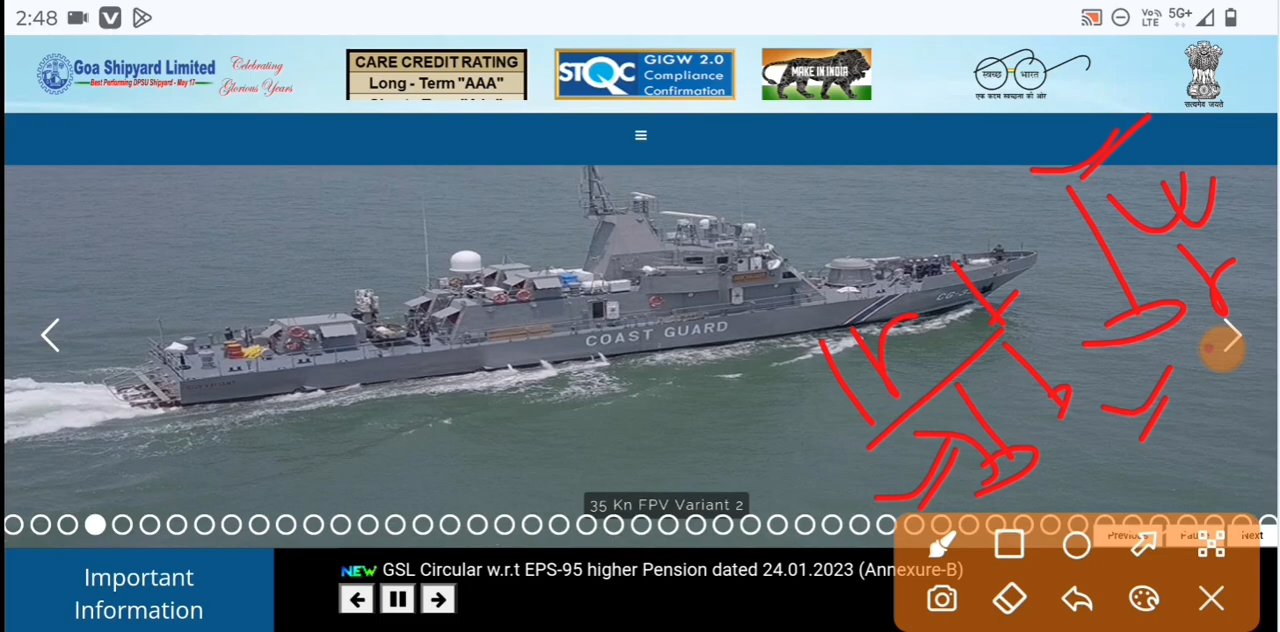 2:48
Vo LTE 5G+
Goa Shipyard Limited
Best Performing DPSU Shipyard - May 17
Celebrating
Glorious Years
CARE CREDIT RATING
Long - Term "AAA"
STQC
GIGW 2.0
Compliance
Confirmation
MAKE IN INDIA
स्वच्छ भारत
एक कदम स्वच्छता की ओर
सत्यमेव जयते
COAST GUARD
35 Kn FPV Variant 2
Previous
Next
Important
Information
NEW GSL Circular w.r.t EPS-95 higher Pension dated 24.01.2023 (Annexure-B)